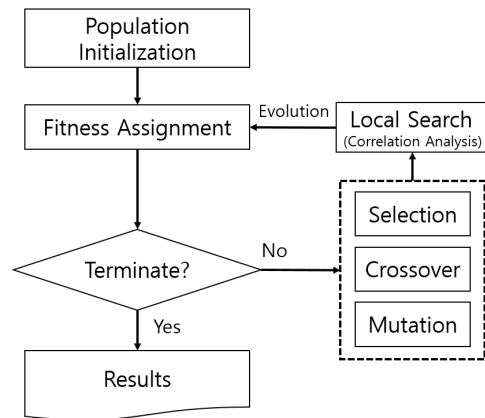 Population
Initialization
Fitness Assignment
Evolution
Local Search
(Correlation Analysis)
Selection
Crossover
Mutation
Terminate?
No
Yes
Results